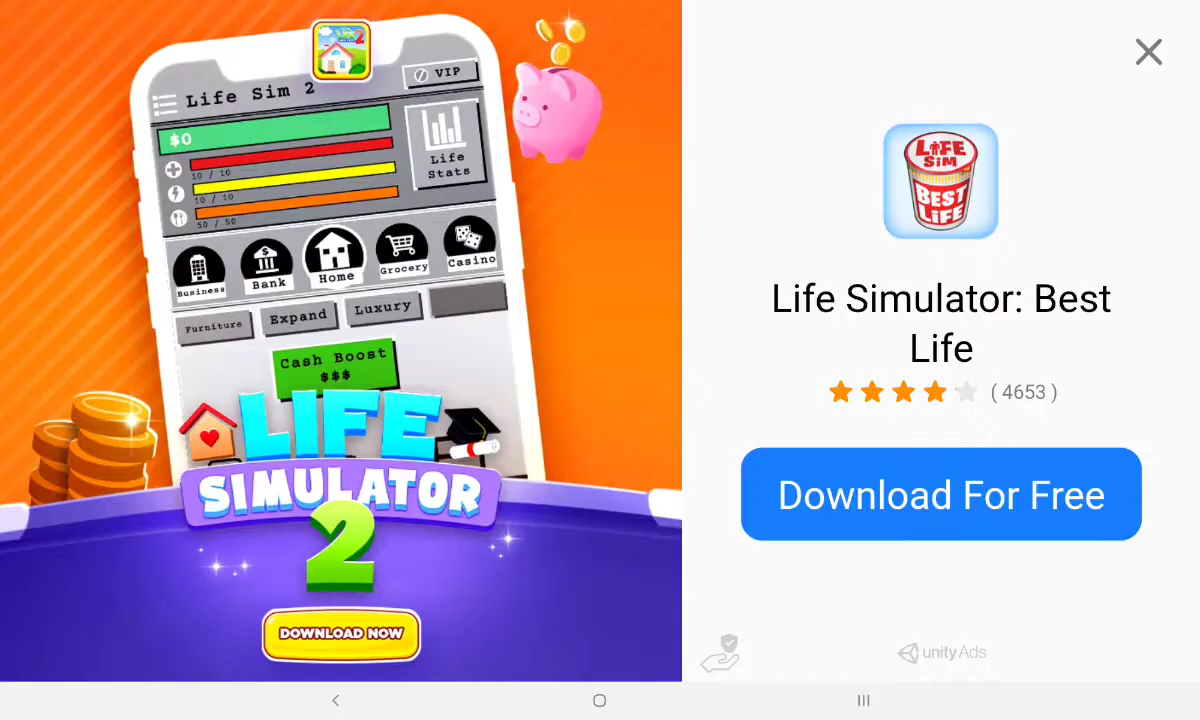 Life Sim 2
VIP
$0
10 / 10
10 / 10
50 / 50
Life
Stats
Business
Bank
Home
Grocery
Casino
Furniture
Expand
Luxury
Cash Boost
$$$
LIFE
SIMULATOR
2
DOWNLOAD NOW
LIFE
SIM
BEST
LIFE
Life Simulator: Best
Life
( 4653 )
Download For Free
unity Ads